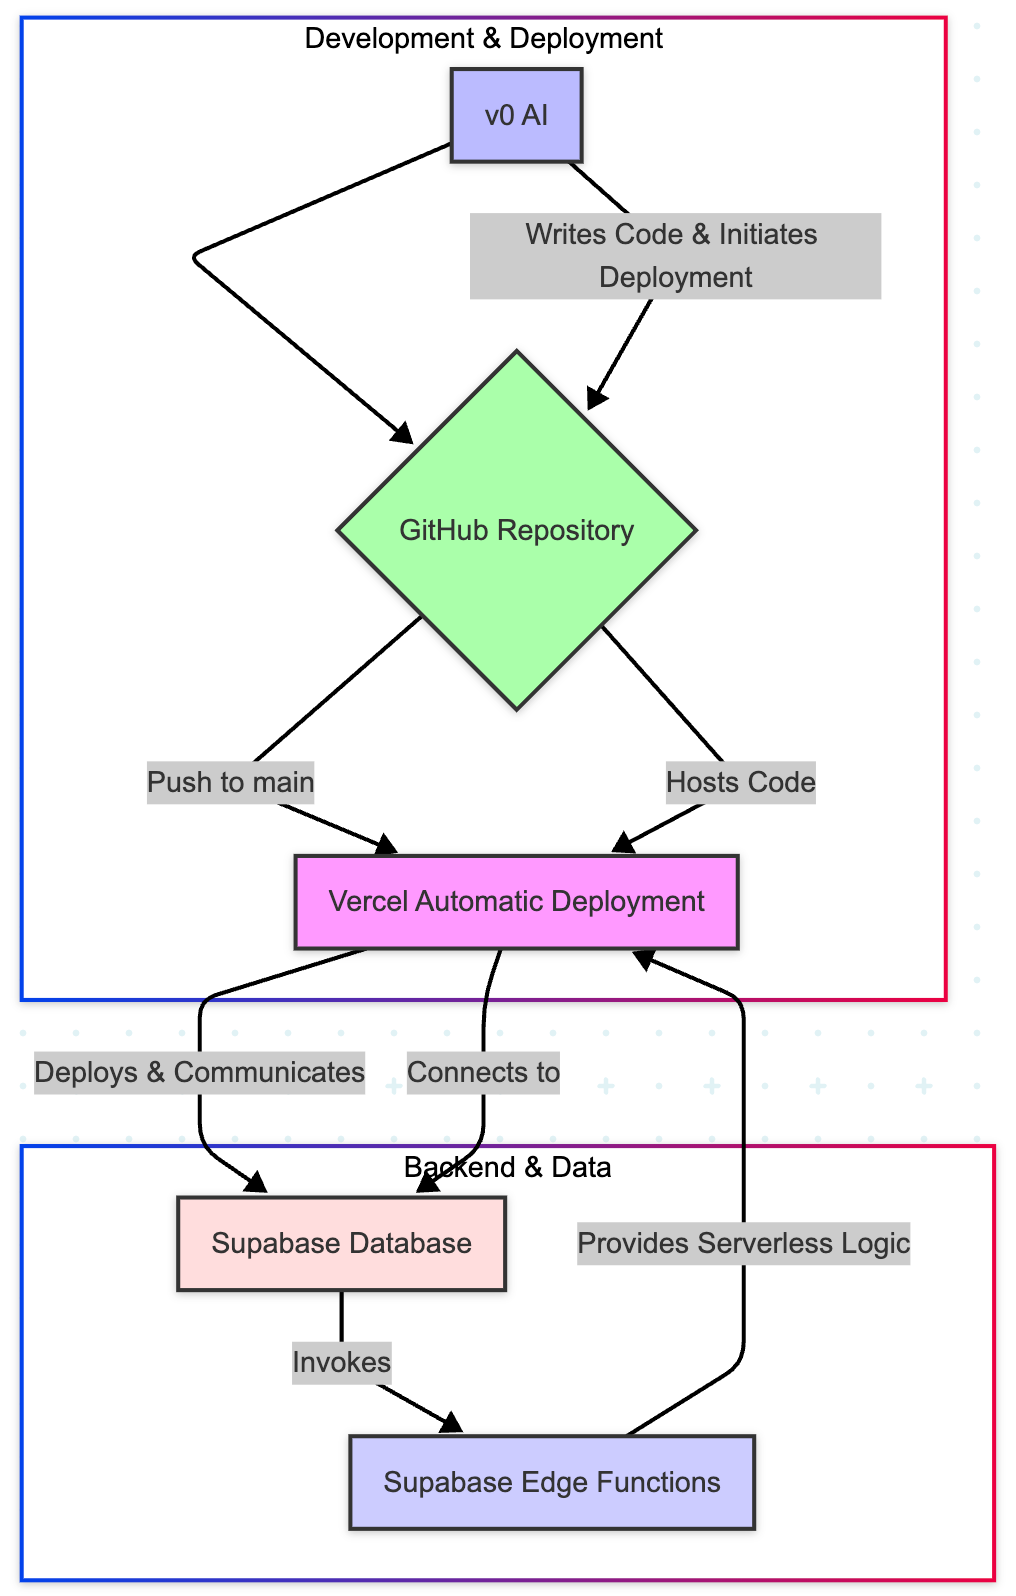 Development & Deployment
v0 AI
Writes Code & Initiates
Deployment
GitHub Repository
Push to main
Hosts Code
Vercel Automatic Deployment
Deploys & Communicates
Connects to
Backend & Data
Supabase Database
Provides Serverless Logic
Invokes
Supabase Edge Functions